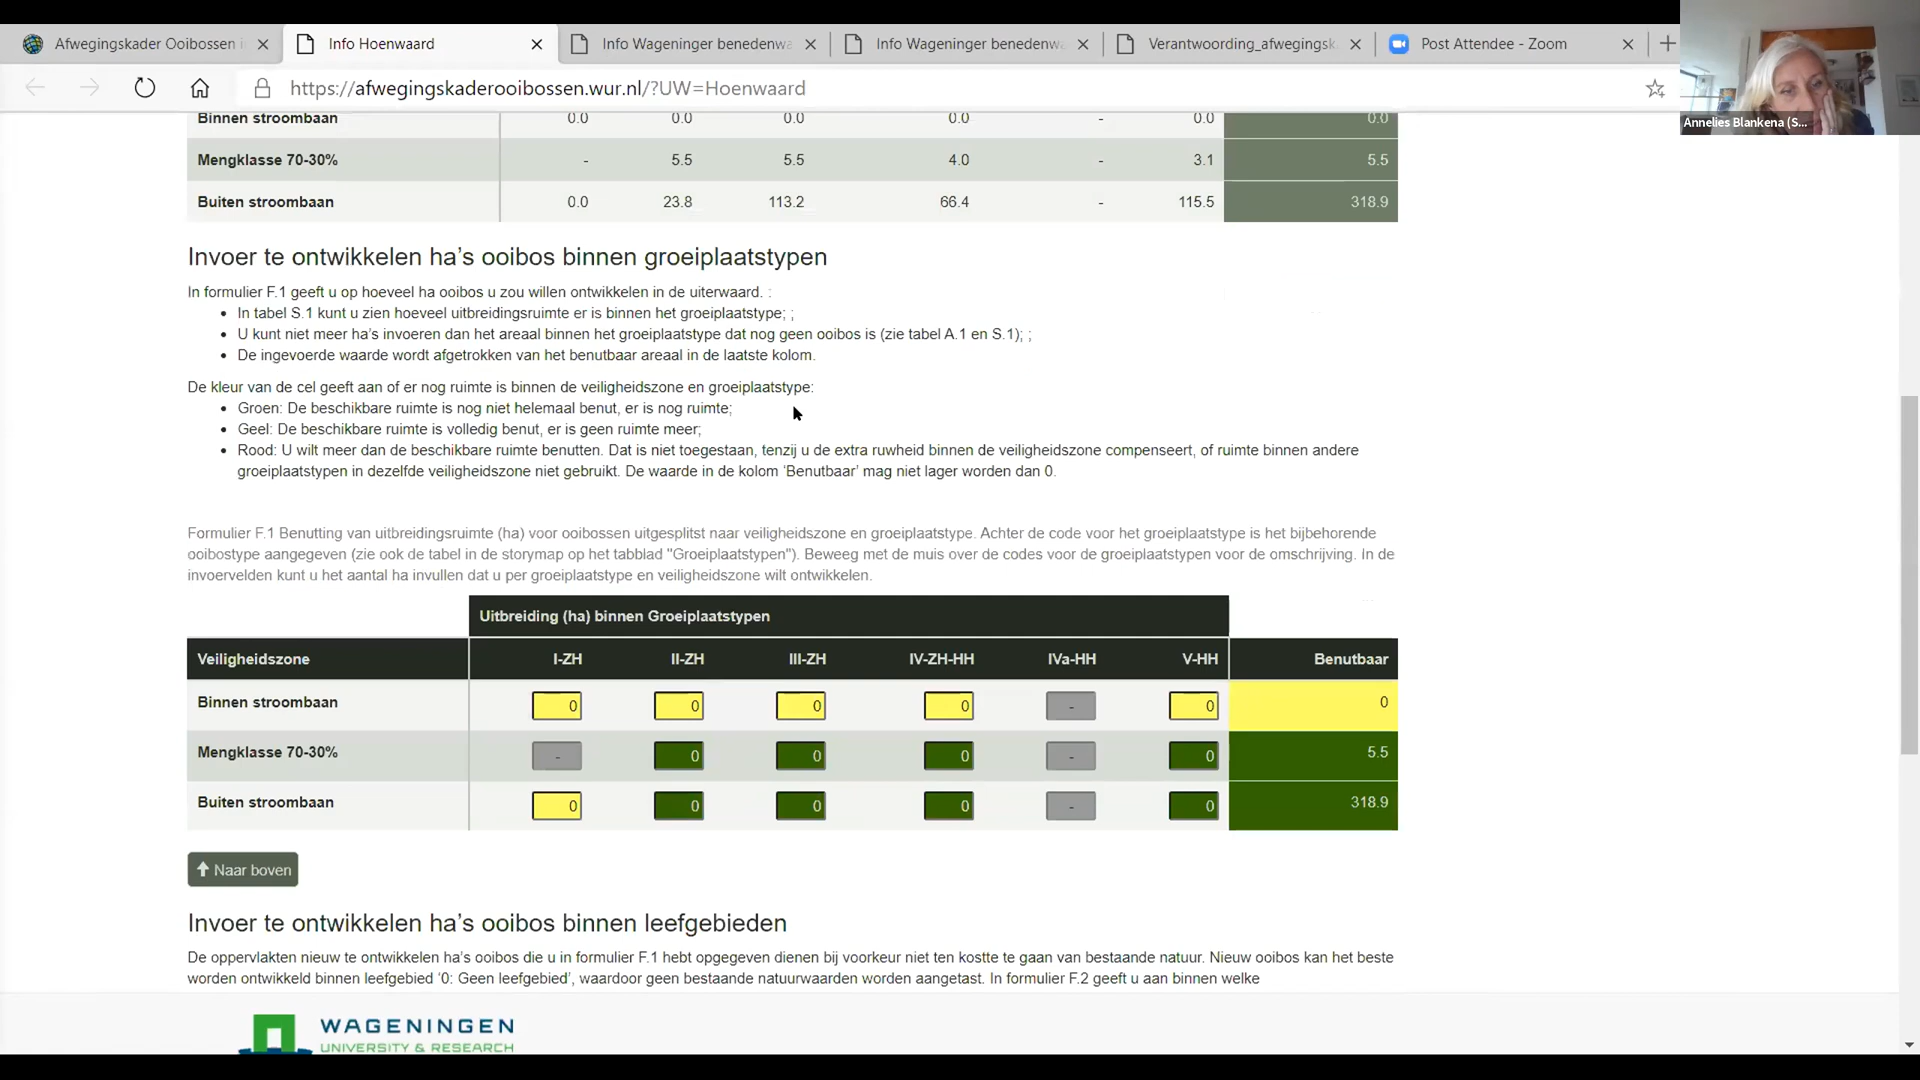 Afwegingskader Ooibossen i
Info Hoenwaard
Info Wageninger benedenwa
Info Wageninger benedenwa
Verantwoording_afwegingsk
Post Attendee - Zoom
https://afwegingskaderooibossen.wur.nl/?UW=Hoenwaard
Annelies Blankena (S...
Binnen stroombaan 0.0 0.0 0.0 0.0 - 0.0 0.0
Mengklasse 70-30% - 5.5 5.5 4.0 - 3.1 5.5
Buiten stroombaan 0.0 23.8 113.2 66.4 - 115.5 318.9
Invoer te ontwikkelen ha's ooibos binnen groeiplaatstypen
In formulier F.1 geeft u op hoeveel ha ooibos u zou willen ontwikkelen in de uiterwaard. :
• In tabel S.1 kunt u zien hoeveel uitbreidingsruimte er is binnen het groeiplaatstype; ;
• U kunt niet meer ha's invoeren dan het areaal binnen het groeiplaatstype dat nog geen ooibos is (zie tabel A.1 en S.1); ;
• De ingevoerde waarde wordt afgetrokken van het benutbaar areaal in de laatste kolom.
De kleur van de cel geeft aan of er nog ruimte is binnen de veiligheidszone en groeiplaatstype:
• Groen: De beschikbare ruimte is nog niet helemaal benut, er is nog ruimte;
• Geel: De beschikbare ruimte is volledig benut, er is geen ruimte meer;
• Rood: U wilt meer dan de beschikbare ruimte benutten. Dat is niet toegestaan, tenzij u de extra ruwheid binnen de veiligheidszone compenseert, of ruimte binnen andere
groeiplaatstypen in dezelfde veiligheidszone niet gebruikt. De waarde in de kolom 'Benutbaar' mag niet lager worden dan 0.
Formulier F.1 Benutting van uitbreidingsruimte (ha) voor ooibossen uitgesplitst naar veiligheidszone en groeiplaatstype. Achter de code voor het groeiplaatstype is het bijbehorende
ooibostype aangegeven (zie ook de tabel in de storymap op het tabblad "Groeiplaatstypen"). Beweeg met de muis over de codes voor de groeiplaatstypen voor de omschrijving. In de
invoervelden kunt u het aantal ha invullen dat u per groeiplaatstype en veiligheidszone wilt ontwikkelen.
Uitbreiding (ha) binnen Groeiplaatstypen
Veiligheidszone I-ZH II-ZH III-ZH IV-ZH-HH IVa-HH V-HH Benutbaar
Binnen stroombaan 0 0 0 0 - 0 0
Mengklasse 70-30% - 0 0 0 - 0 5.5
Buiten stroombaan 0 0 0 0 - 0 318.9
Naar boven
Invoer te ontwikkelen ha's ooibos binnen leefgebieden
De oppervlakten nieuw te ontwikkelen ha's ooibos die u in formulier F.1 hebt opgegeven dienen bij voorkeur niet ten kostte te gaan van bestaande natuur. Nieuw ooibos kan het beste
worden ontwikkeld binnen leefgebied '0: Geen leefgebied', waardoor geen bestaande natuurwaarden worden aangetast. In formulier F.2 geeft u aan binnen welke
WAGENINGEN
UNIVERSITY & RESEARCH